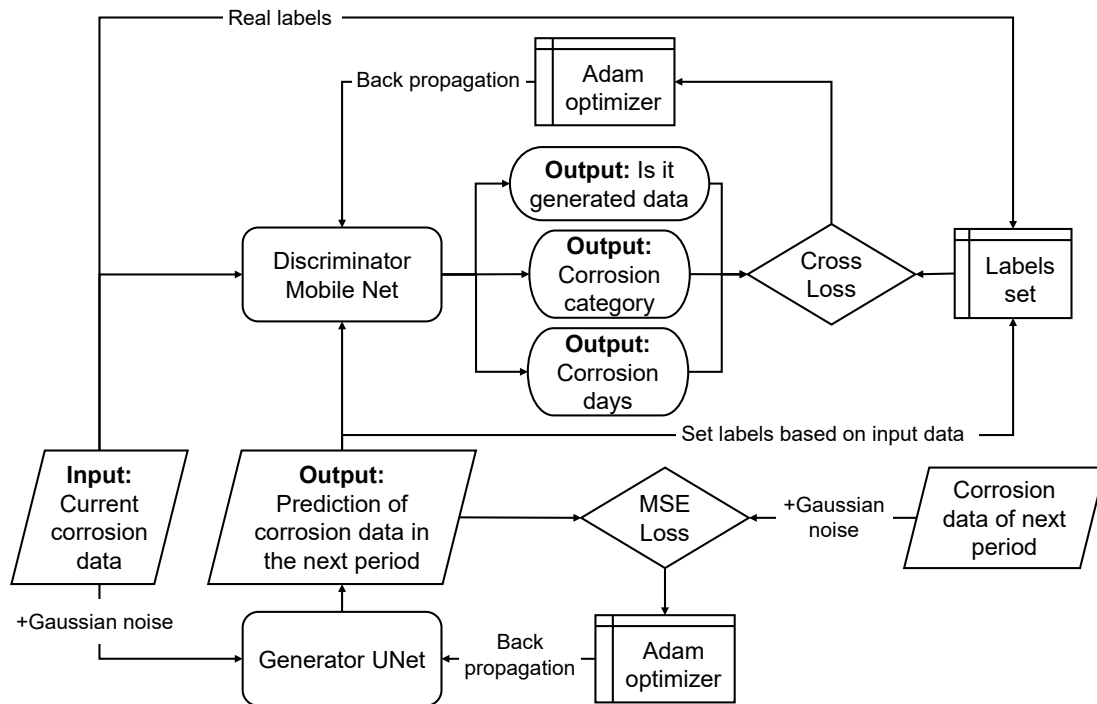 Real labels
Back propagation
Adam
optimizer
Output: Is it
generated data
Discriminator
Mobile Net
Output:
Corrosion
category
Cross
Loss
Labels
set
Output:
Corrosion
days
Set labels based on input data
Input:
Current
corrosion
data
Output:
Prediction of
corrosion data in
the next period
MSE
Loss
+Gaussian
noise
Corrosion
data of next
period
+Gaussian noise
Generator UNet
Back
propagation
Adam
optimizer